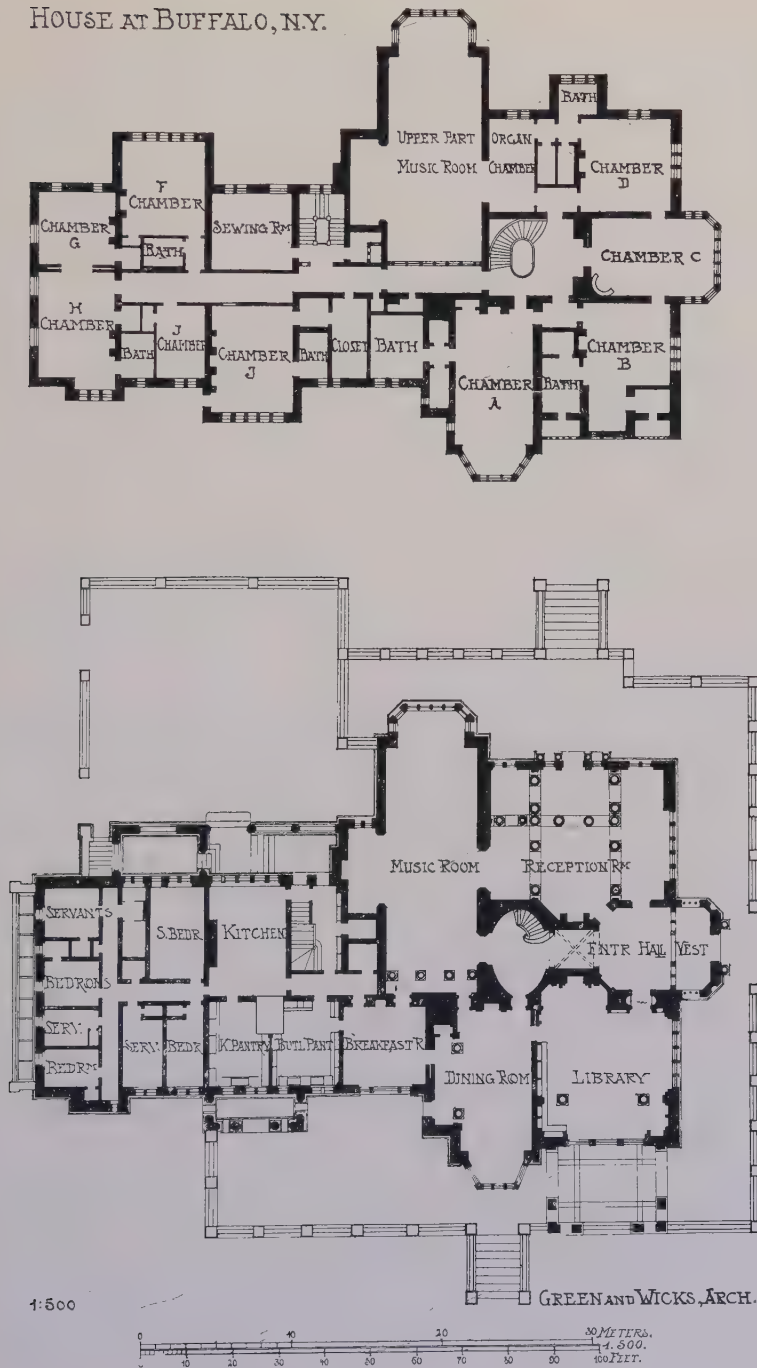 HOUSE AT BUFFALO, N.Y.
BATH
UPPER PART
MUSIC ROOM
ORGAN
CHAMBER
CHAMBER
D
F
CHAMBER
CHAMBER
G
SEWING RM
BATH
CHAMBER C
H
CHAMBER
J
CHAMBER
BATH
CHAMBER
J
BATH
CLOSET
BATH
CHAMBER
A
BATH
CHAMBER
B
MUSIC ROOM
RECEPTION RM
SERVANTS
S. BEDR
KITCHEN
ENTR HALL
VEST
BEDROMS
SERV.
BEDRM
SERV.
BEDR
K. PANTRY
BUTL. PANT
BREAKFAST R
DINING ROOM
LIBRARY
1:500
GREEN AND WICKS, ARCH.
0 10 20 30 METERS.
1:500.
0 10 20 30 40 50 60 70 80 90 100 FEET.